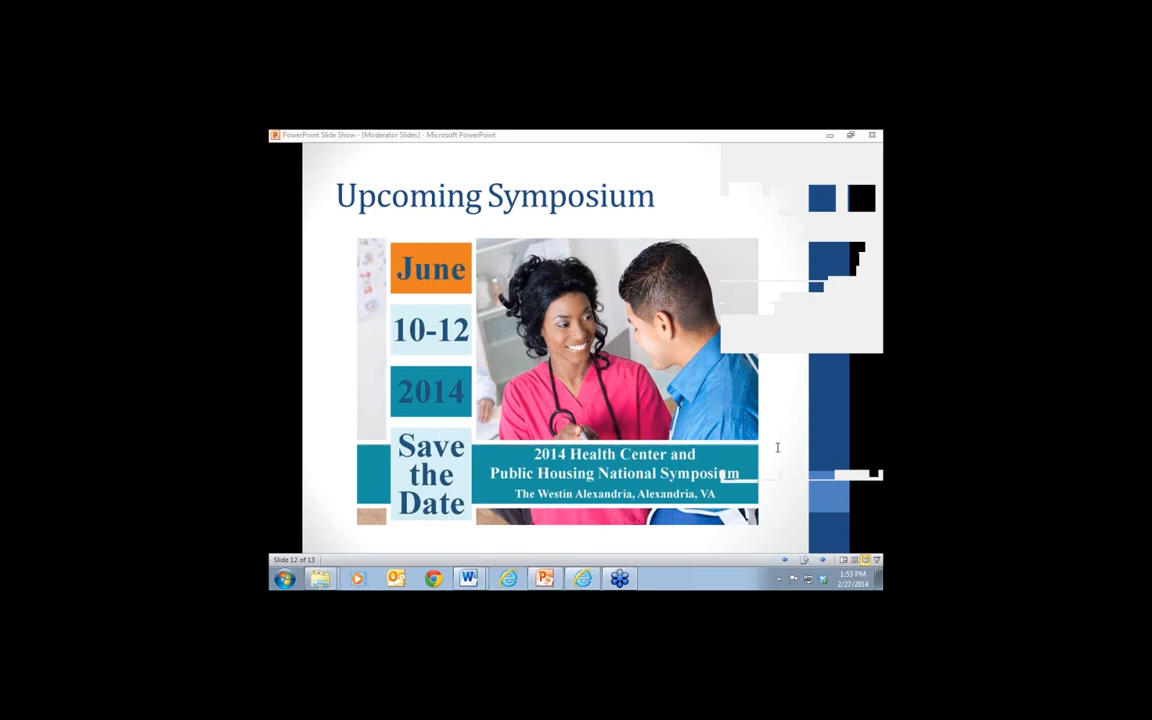 PowerPoint Slide Show - [Moderator Slides] - Microsoft PowerPoint
Upcoming Symposium
June
10-12
2014
Save
the
Date
2014 Health Center and
Public Housing National Symposium
The Westin Alexandria, Alexandria, VA
Slide 12 of 13
1:53 PM
2/27/2014